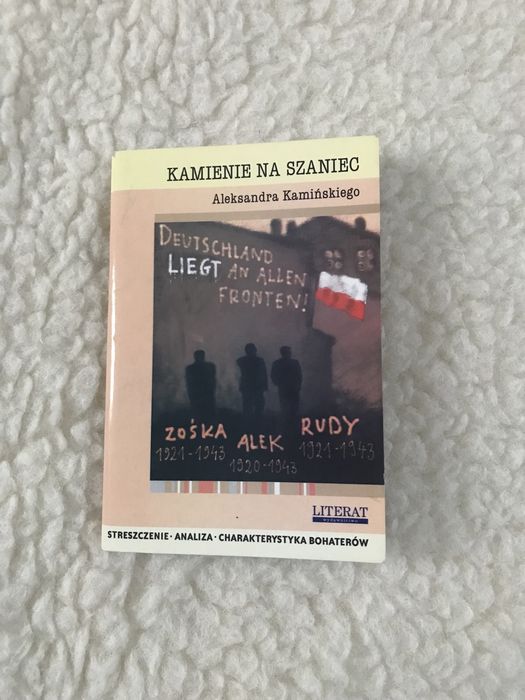 KAMIENIE NA SZANIEC
Aleksandra Kamińskiego
DEUTSCHLAND
LIEGT AN ALLEN
FRONTEN!
ZOŚKA
1921-1943
ALEK
1920-1943
RUDY
1921-1943
LITERAT
wydawnictwo
STRESZCZENIE · ANALIZA · CHARAKTERYSTYKA BOHATERÓW